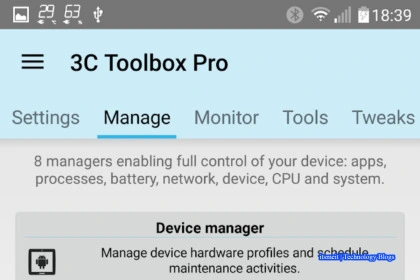 29 63 18:39
3C Toolbox Pro
Settings Manage Monitor Tools Tweaks
8 managers enabling full control of your device: apps,
processes, battery, network, device, CPU and system.
Device manager
Manage device hardware profiles and schedule
maintenance activities.
itsmeit - Technology Blogs